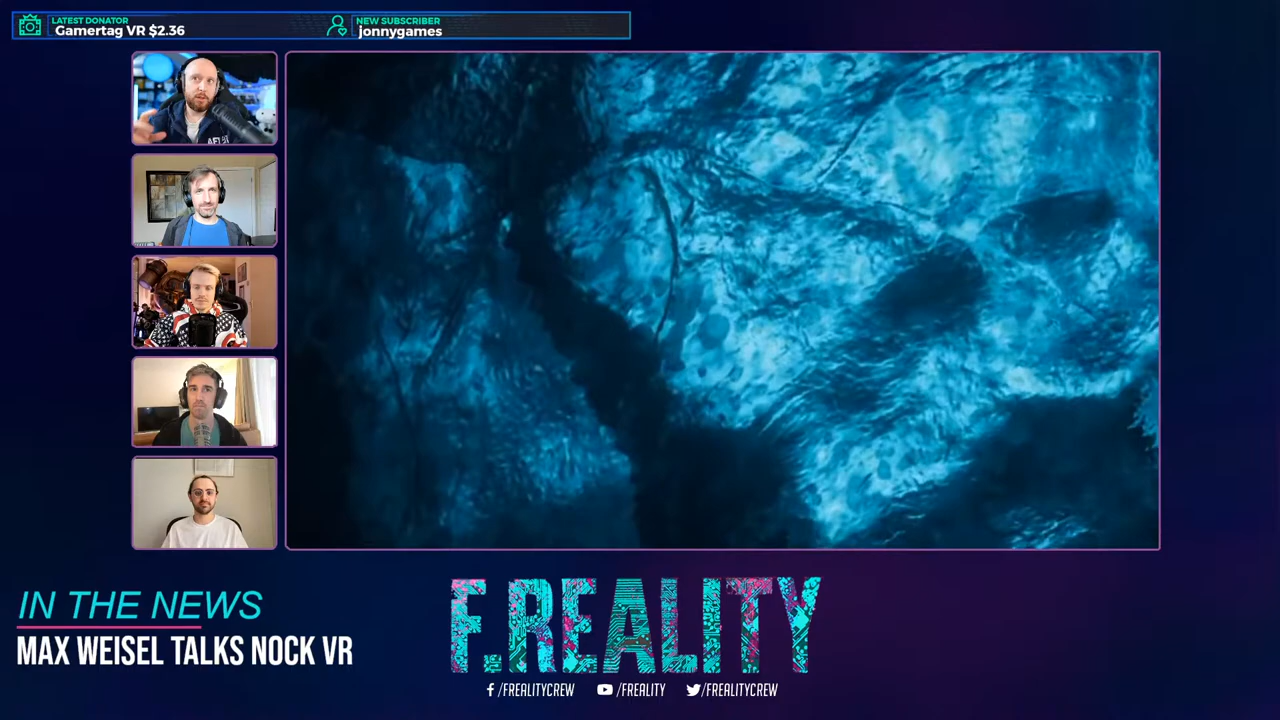 LATEST DONATOR
Gamertag VR $2.36
NEW SUBSCRIBER
jonnygames
IN THE NEWS
MAX WEISEL TALKS NOCK VR
F.REALITY
/FREALITYCREW
/FREALITY
/FREALITYCREW